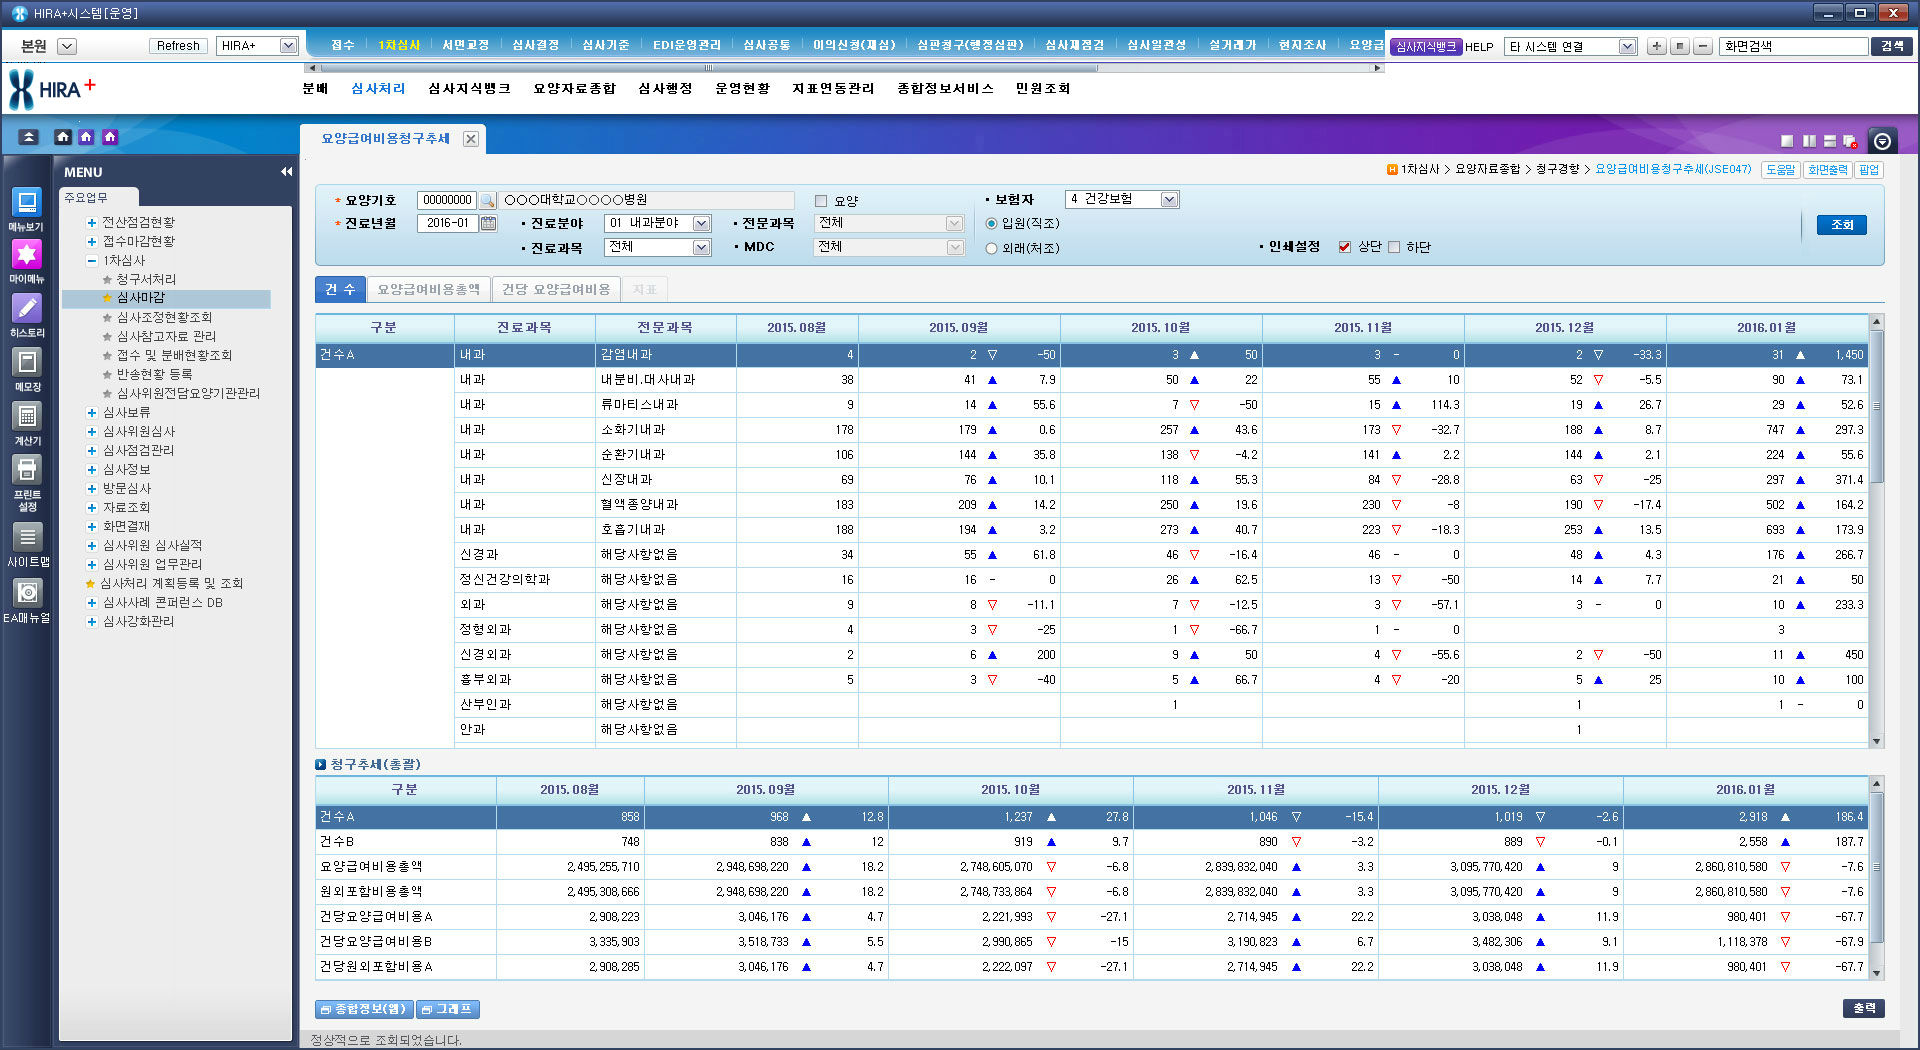 HIRA+시스템[운영]
본원 Refresh HIRA+ 접수 1차심사 서면교정 심사결정 심사기준 EDI운영관리 심사공통 이의신청(재심) 심판청구(행정심판) 심사재점검 심사일관성 실거래가 현지조사 요양급 심사지식뱅크 HELP 타 시스템 연결 화면검색 검색
HIRA+ 분배 심사처리 심사지식뱅크 요양자료종합 심사행정 운영현황 지표연동관리 종합정보서비스 민원조회
요양급여비용청구추세
MENU
주요업무
메뉴보기
마이메뉴
히스토리
메모장
계산기
프린트
설정
사이트맵
EA매뉴얼
전산점검현황
접수마감현황
1차심사
청구서처리
심사마감
심사조정현황조회
심사참고자료 관리
접수 및 분배현황조회
반송현황 등록
심사위원전담요양기관관리
심사보류
심사위원심사
심사점검관리
심사정보
방문심사
자료조회
화면결재
심사위원 심사실적
심사위원 업무관리
심사처리 계획등록 및 조회
심사사례 콘퍼런스 DB
심사강화관리
H 1차심사 > 요양자료종합 > 청구경향 > 요양급여비용청구추세(JSE047) 도움말 화면출력 팝업
* 요양기호 00000000 ○○○대학교○○○○병원 요양 · 보험자 4 건강보험
* 진료년월 2016-01 · 진료분야 01 내과분야 · 전문과목 전체 입원(직조) 조회
· 진료과목 전체 · MDC 전체 외래(처조) · 인쇄설정 상단 하단
건 수 요양급여비용총액 건당 요양급여비용 지표
구분 진료과목 전문과목 2015.08월 2015.09월 2015.10월 2015.11월 2015.12월 2016.01월
건수A 내과 감염내과 4 2 ▽ -50 3 ▲ 50 3 - 0 2 ▽ -33.3 31 ▲ 1,450
내과 내분비.대사내과 38 41 ▲ 7.9 50 ▲ 22 55 ▲ 10 52 ▽ -5.5 90 ▲ 73.1
내과 류마티스내과 9 14 ▲ 55.6 7 ▽ -50 15 ▲ 114.3 19 ▲ 26.7 29 ▲ 52.6
내과 소화기내과 178 179 ▲ 0.6 257 ▲ 43.6 173 ▽ -32.7 188 ▲ 8.7 747 ▲ 297.3
내과 순환기내과 106 144 ▲ 35.8 138 ▽ -4.2 141 ▲ 2.2 144 ▲ 2.1 224 ▲ 55.6
내과 신장내과 69 76 ▲ 10.1 118 ▲ 55.3 84 ▽ -28.8 63 ▽ -25 297 ▲ 371.4
내과 혈액종양내과 183 209 ▲ 14.2 250 ▲ 19.6 230 ▽ -8 190 ▽ -17.4 502 ▲ 164.2
내과 호흡기내과 188 194 ▲ 3.2 273 ▲ 40.7 223 ▽ -18.3 253 ▲ 13.5 693 ▲ 173.9
신경과 해당사항없음 34 55 ▲ 61.8 46 ▽ -16.4 46 - 0 48 ▲ 4.3 176 ▲ 266.7
정신건강의학과 해당사항없음 16 16 - 0 26 ▲ 62.5 13 ▽ -50 14 ▲ 7.7 21 ▲ 50
외과 해당사항없음 9 8 ▽ -11.1 7 ▽ -12.5 3 ▽ -57.1 3 - 0 10 ▲ 233.3
정형외과 해당사항없음 4 3 ▽ -25 1 ▽ -66.7 1 - 0 3
신경외과 해당사항없음 2 6 ▲ 200 9 ▲ 50 4 ▽ -55.6 2 ▽ -50 11 ▲ 450
흉부외과 해당사항없음 5 3 ▽ -40 5 ▲ 66.7 4 ▽ -20 5 ▲ 25 10 ▲ 100
산부인과 해당사항없음 1 1 1 - 0
안과 해당사항없음 1
청구추세(총괄)
구분 2015.08월 2015.09월 2015.10월 2015.11월 2015.12월 2016.01월
건수A 858 968 ▲ 12.8 1,237 ▲ 27.8 1,046 ▽ -15.4 1,019 ▽ -2.6 2,918 ▲ 186.4
건수B 748 838 ▲ 12 919 ▲ 9.7 890 ▽ -3.2 889 ▽ -0.1 2,558 ▲ 187.7
요양급여비용총액 2,495,255,710 2,948,698,220 ▲ 18.2 2,748,605,070 ▽ -6.8 2,839,832,040 ▲ 3.3 3,095,770,420 ▲ 9 2,860,810,580 ▽ -7.6
원외포함비용총액 2,495,308,666 2,948,698,220 ▲ 18.2 2,748,733,864 ▽ -6.8 2,839,832,040 ▲ 3.3 3,095,770,420 ▲ 9 2,860,810,580 ▽ -7.6
건당요양급여비용A 2,908,223 3,046,176 ▲ 4.7 2,221,993 ▽ -27.1 2,714,945 ▲ 22.2 3,038,048 ▲ 11.9 980,401 ▽ -67.7
건당요양급여비용B 3,335,903 3,518,733 ▲ 5.5 2,990,865 ▽ -15 3,190,823 ▲ 6.7 3,482,306 ▲ 9.1 1,118,378 ▽ -67.9
건당원외포함비용A 2,908,285 3,046,176 ▲ 4.7 2,222,097 ▽ -27.1 2,714,945 ▲ 22.2 3,038,048 ▲ 11.9 980,401 ▽ -67.7
종합정보(웹) 그래프 출력
정상적으로 조회되었습니다.